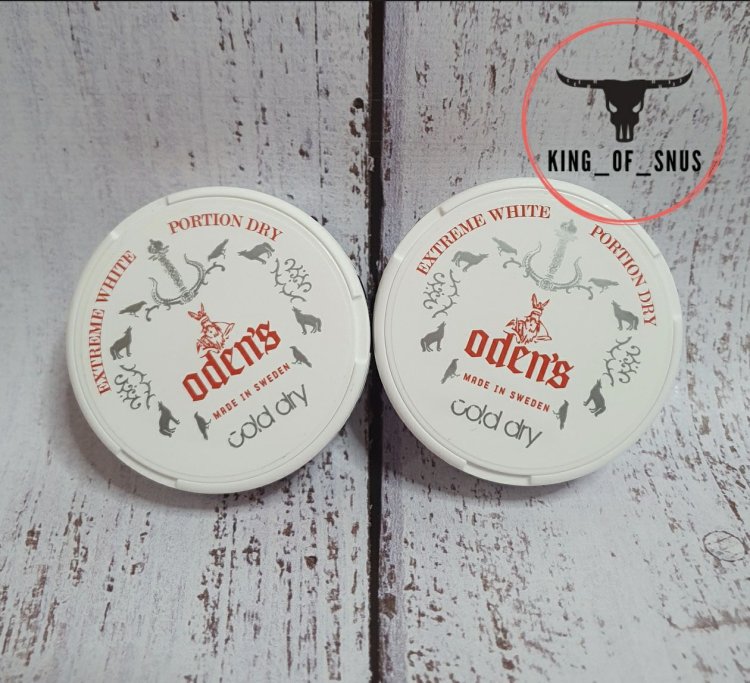 KING_OF_SNUS
EXTREME WHITE PORTION DRY
oden's
MADE IN SWEDEN
cold dry
EXTREME WHITE PORTION DRY
oden's
MADE IN SWEDEN
cold dry